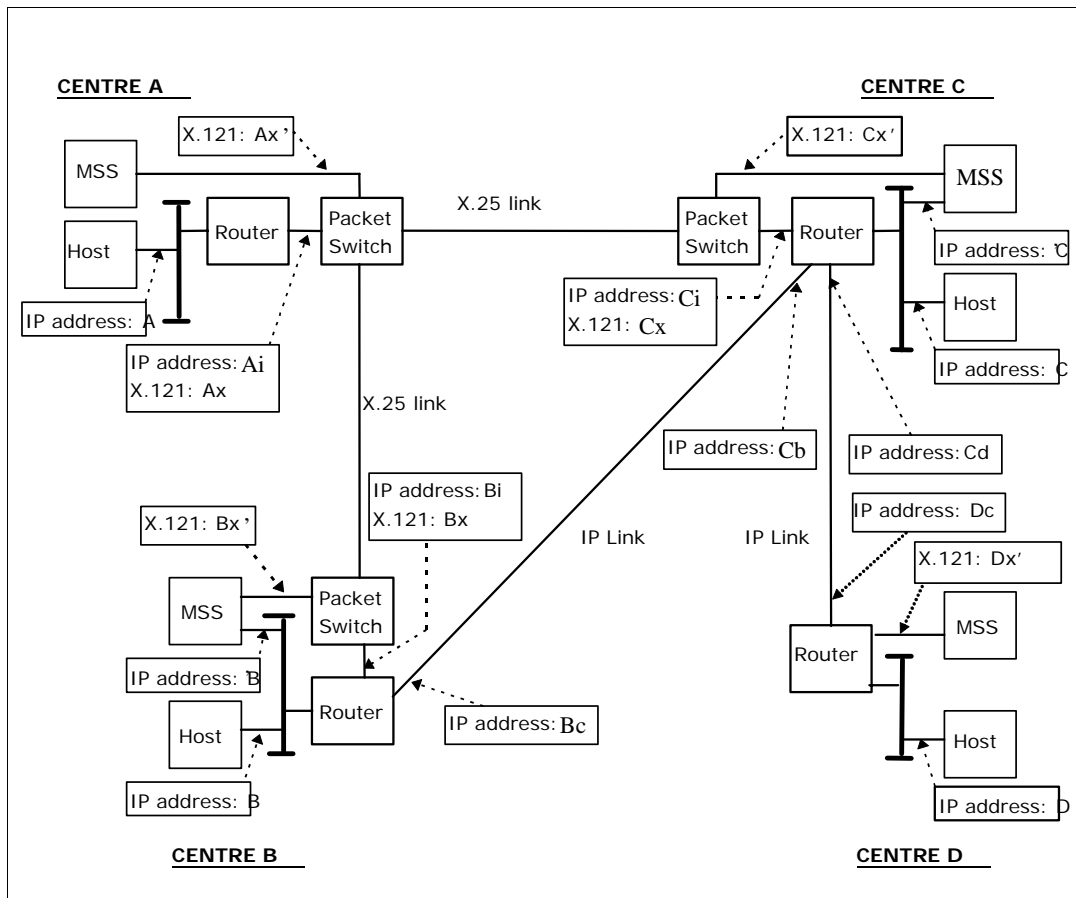 CENTRE A
CENTRE C
X.121: Ax’
X.121: Cx’
MSS
MSS
X.25 link
Packet
Switch
Packet
Switch
Router
Router
Host
IP address: ‘C
IP address: A
IP address: Ci
X.121: Cx
Host
IP address: Ai
X.121: Ax
IP address: C
X.25 link
IP address: Cb
IP address: Cd
IP address: Bi
X.121: Bx
IP address: Dc
X.121: Bx’
IP Link
IP Link
X.121: Dx’
MSS
Packet
Switch
MSS
Router
IP address: ’B
Host
Router
IP address: Bc
Host
IP address: B
IP address: D
CENTRE B
CENTRE D